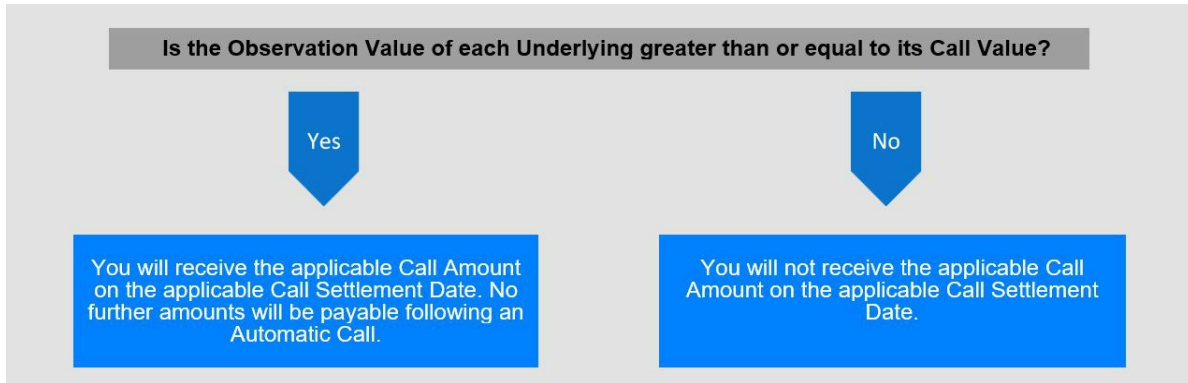 Is the Observation Value of each Underlying greater than or equal to its Call Value?
Yes
No
You will receive the applicable Call Amount
on the applicable Call Settlement Date. No
further amounts will be payable following an
Automatic Call.
You will not receive the applicable Call
Amount on the applicable Call Settlement
Date.